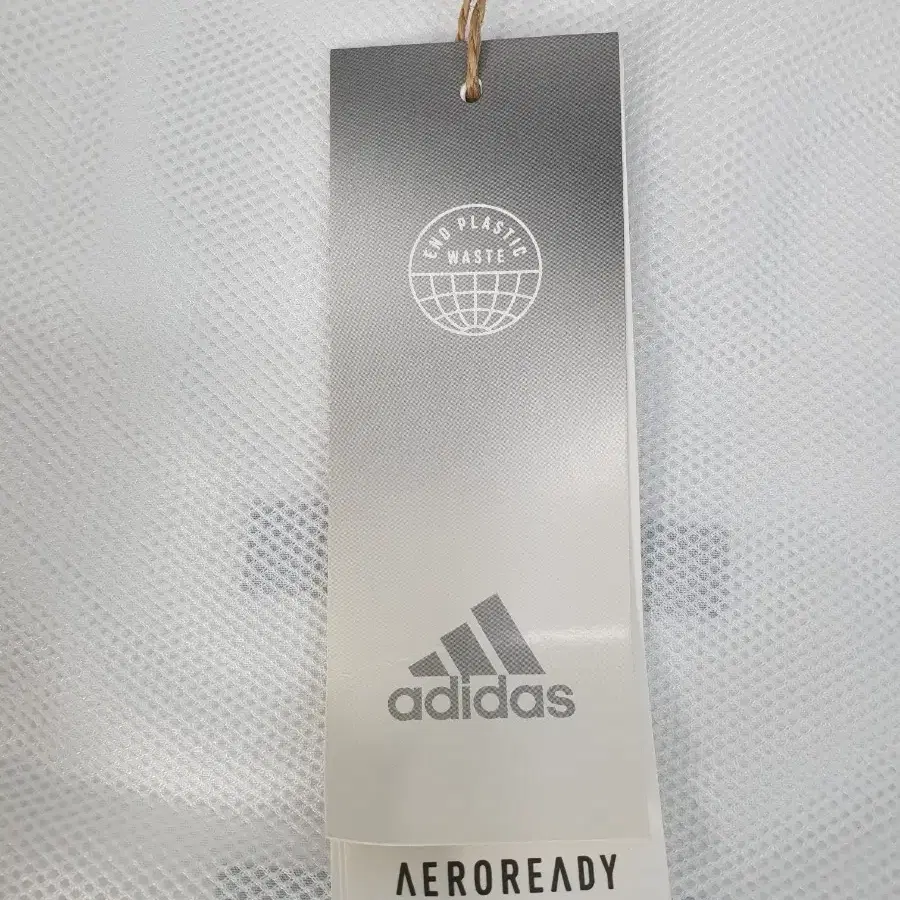 END PLASTIC
WASTE
adidas
AEROREADY